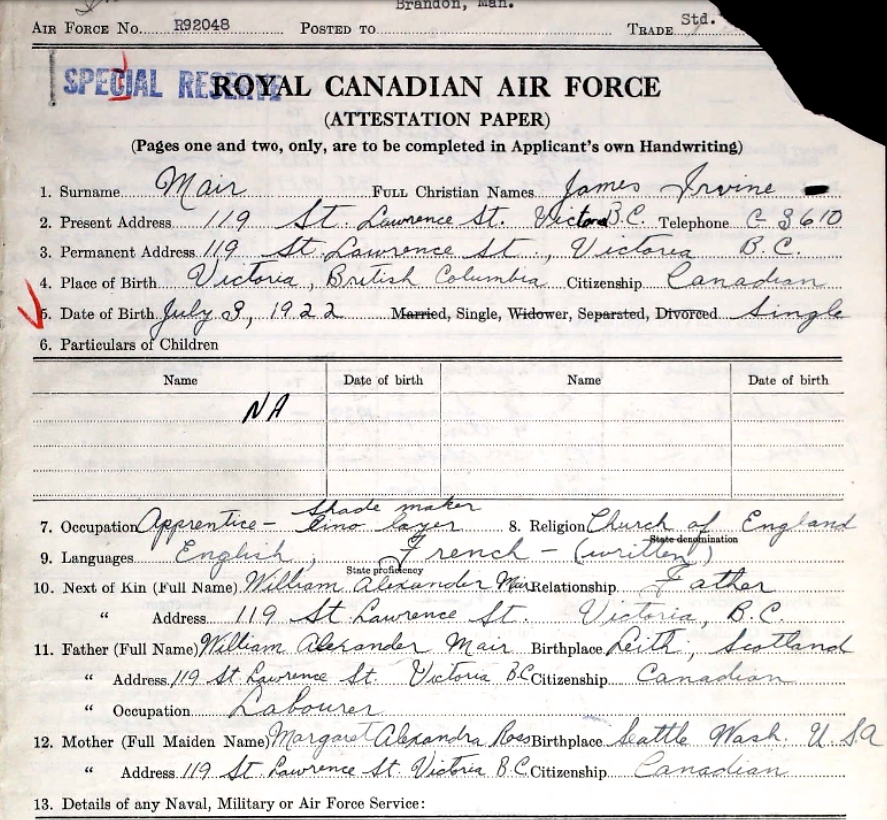 Brandon, Man.
AIR FORCE NO. R92048 POSTED TO TRADE Std.
SPECIAL RESERVE ROYAL CANADIAN AIR FORCE
(ATTESTATION PAPER)
(Pages one and two, only, are to be completed in Applicant's own Handwriting)
1. Surname Mair FULL Christian Names James Irvine
2. Present Address 119 St. Lawrence St. Victoria B.C. Telephone C-3610
3. Permanent Address 119 St. Lawrence St., Victoria B.C.
4. Place of Birth Victoria, British Columbia Citizenship Canadian
5. Date of Birth July 3, 1922 Married, Single, Widower, Separated, Divorced Single
6. Particulars of Children
Name Date of birth Name Date of birth
NA
shade maker
7. Occupation Apprentice - lino layer 8. Religion Church of England
State denomination
9. Languages English, French - (written)
State proficiency
10. Next of Kin (Full Name) William Alexander Mair Relationship Father
" Address 119 St Lawrence St. Victoria, B.C.
11. Father (Full Name) William Alexander Mair Birthplace Leith, Scotland
" Address 119 St Lawrence St. Victoria B.C. Citizenship Canadian
" Occupation Labourer
12. Mother (Full Maiden Name) Margaret Alexandra Ross Birthplace Seattle Wash. U.S.A
" Address 119 St. Lawrence St. Victoria B.C. Citizenship Canadian
13. Details of any Naval, Military or Air Force Service: